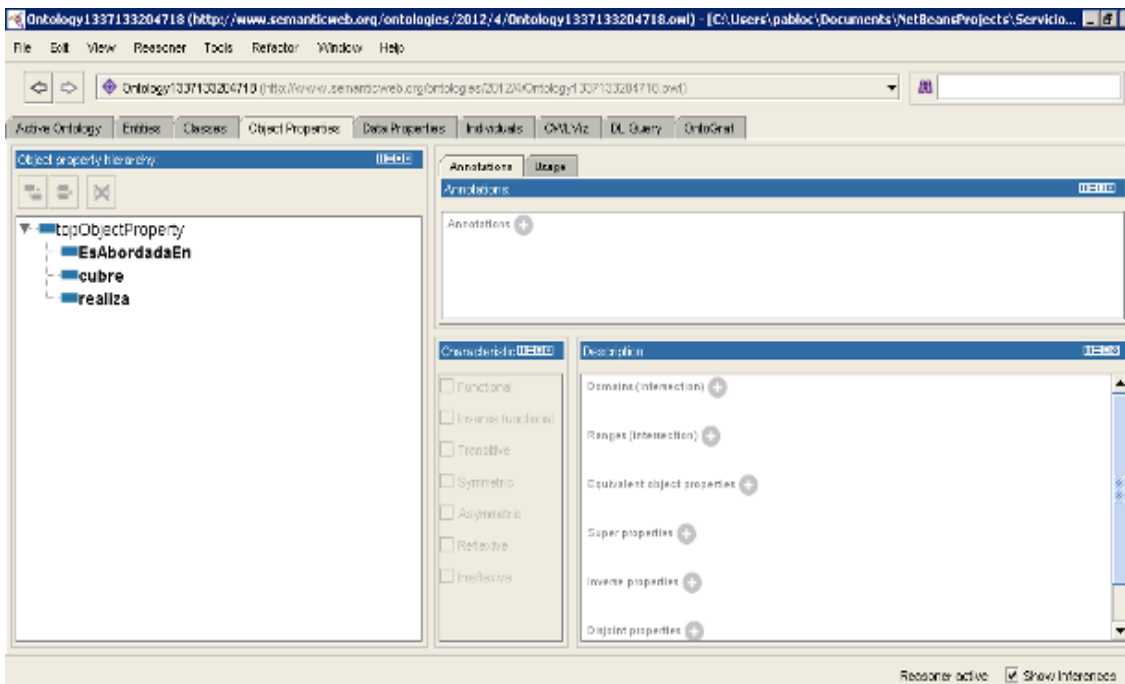 Ontology1337133204718 (http://www.semanticweb.org/ontologies/2012/4/Ontology1337133204718.owl) - [C:\Users\pabloc\Documents\NetBeansProjects\Servicio...
File Edit View Reasoner Tools Refactor Window Help
Ontology1337133204718 (http://www.semanticweb.org/ontologies/2012/4/Ontology1337133204718.owl)
Active Ontology Entities Classes Object Properties Data Properties Individuals OWLViz DL Query OntoGraf
Object property hierarchy:
topObjectProperty
EsAbordadaEn
cubre
realiza
Annotations Usage
Annotations:
Annotations
Characteristic
Functional
Inverse functional
Transitive
Symmetric
Asymmetric
Reflexive
Irreflexive
Description:
Domains (intersection)
Ranges (intersection)
Equivalent object properties
Super properties
Inverse properties
Disjoint properties
Reasoner active Show Inferences